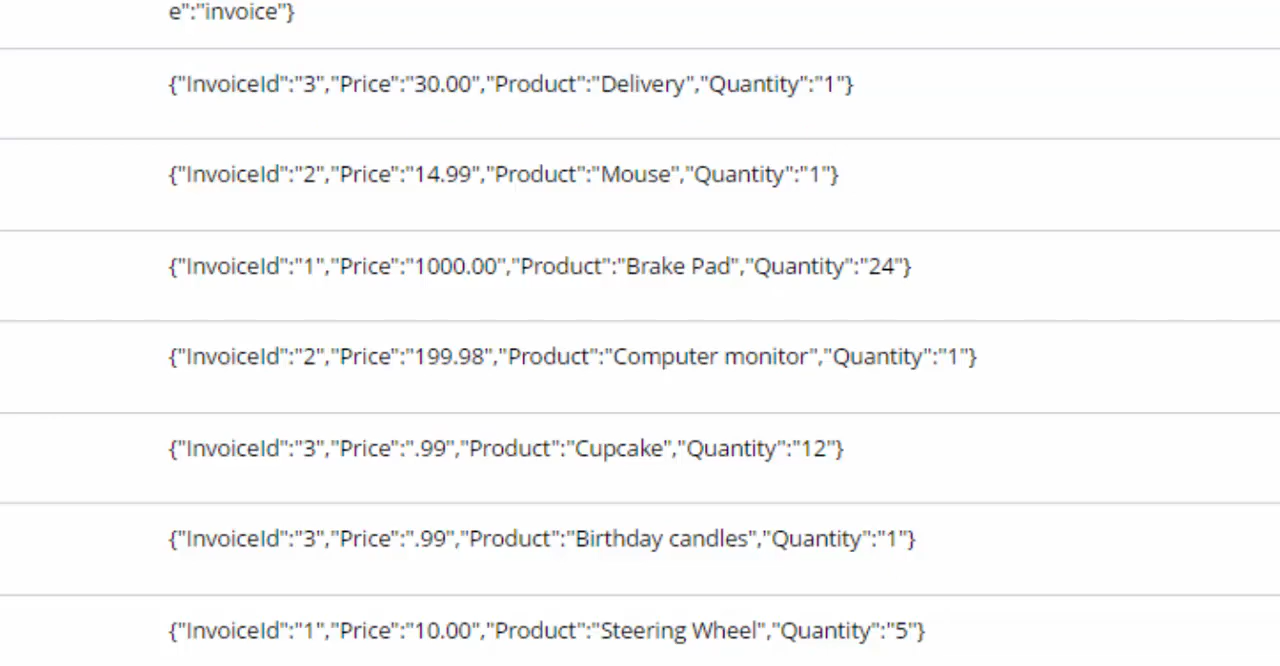 e":"invoice"}
{"InvoiceId":"3","Price":"30.00","Product":"Delivery","Quantity":"1"}
{"InvoiceId":"2","Price":"14.99","Product":"Mouse","Quantity":"1"}
{"InvoiceId":"1","Price":"1000.00","Product":"Brake Pad","Quantity":"24"}
{"InvoiceId":"2","Price":"199.98","Product":"Computer monitor","Quantity":"1"}
{"InvoiceId":"3","Price":".99","Product":"Cupcake","Quantity":"12"}
{"InvoiceId":"3","Price":".99","Product":"Birthday candles","Quantity":"1"}
{"InvoiceId":"1","Price":"10.00","Product":"Steering Wheel","Quantity":"5"}